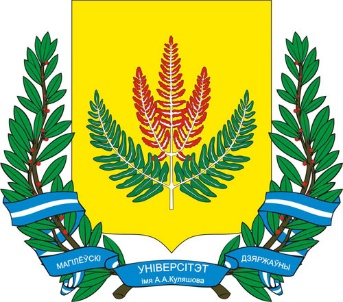 МАГІЛЁЎСКІ
ДЗЯРЖАЎНЫ
УНІВЕРСІТЭТ
імя А.А.Куляшова